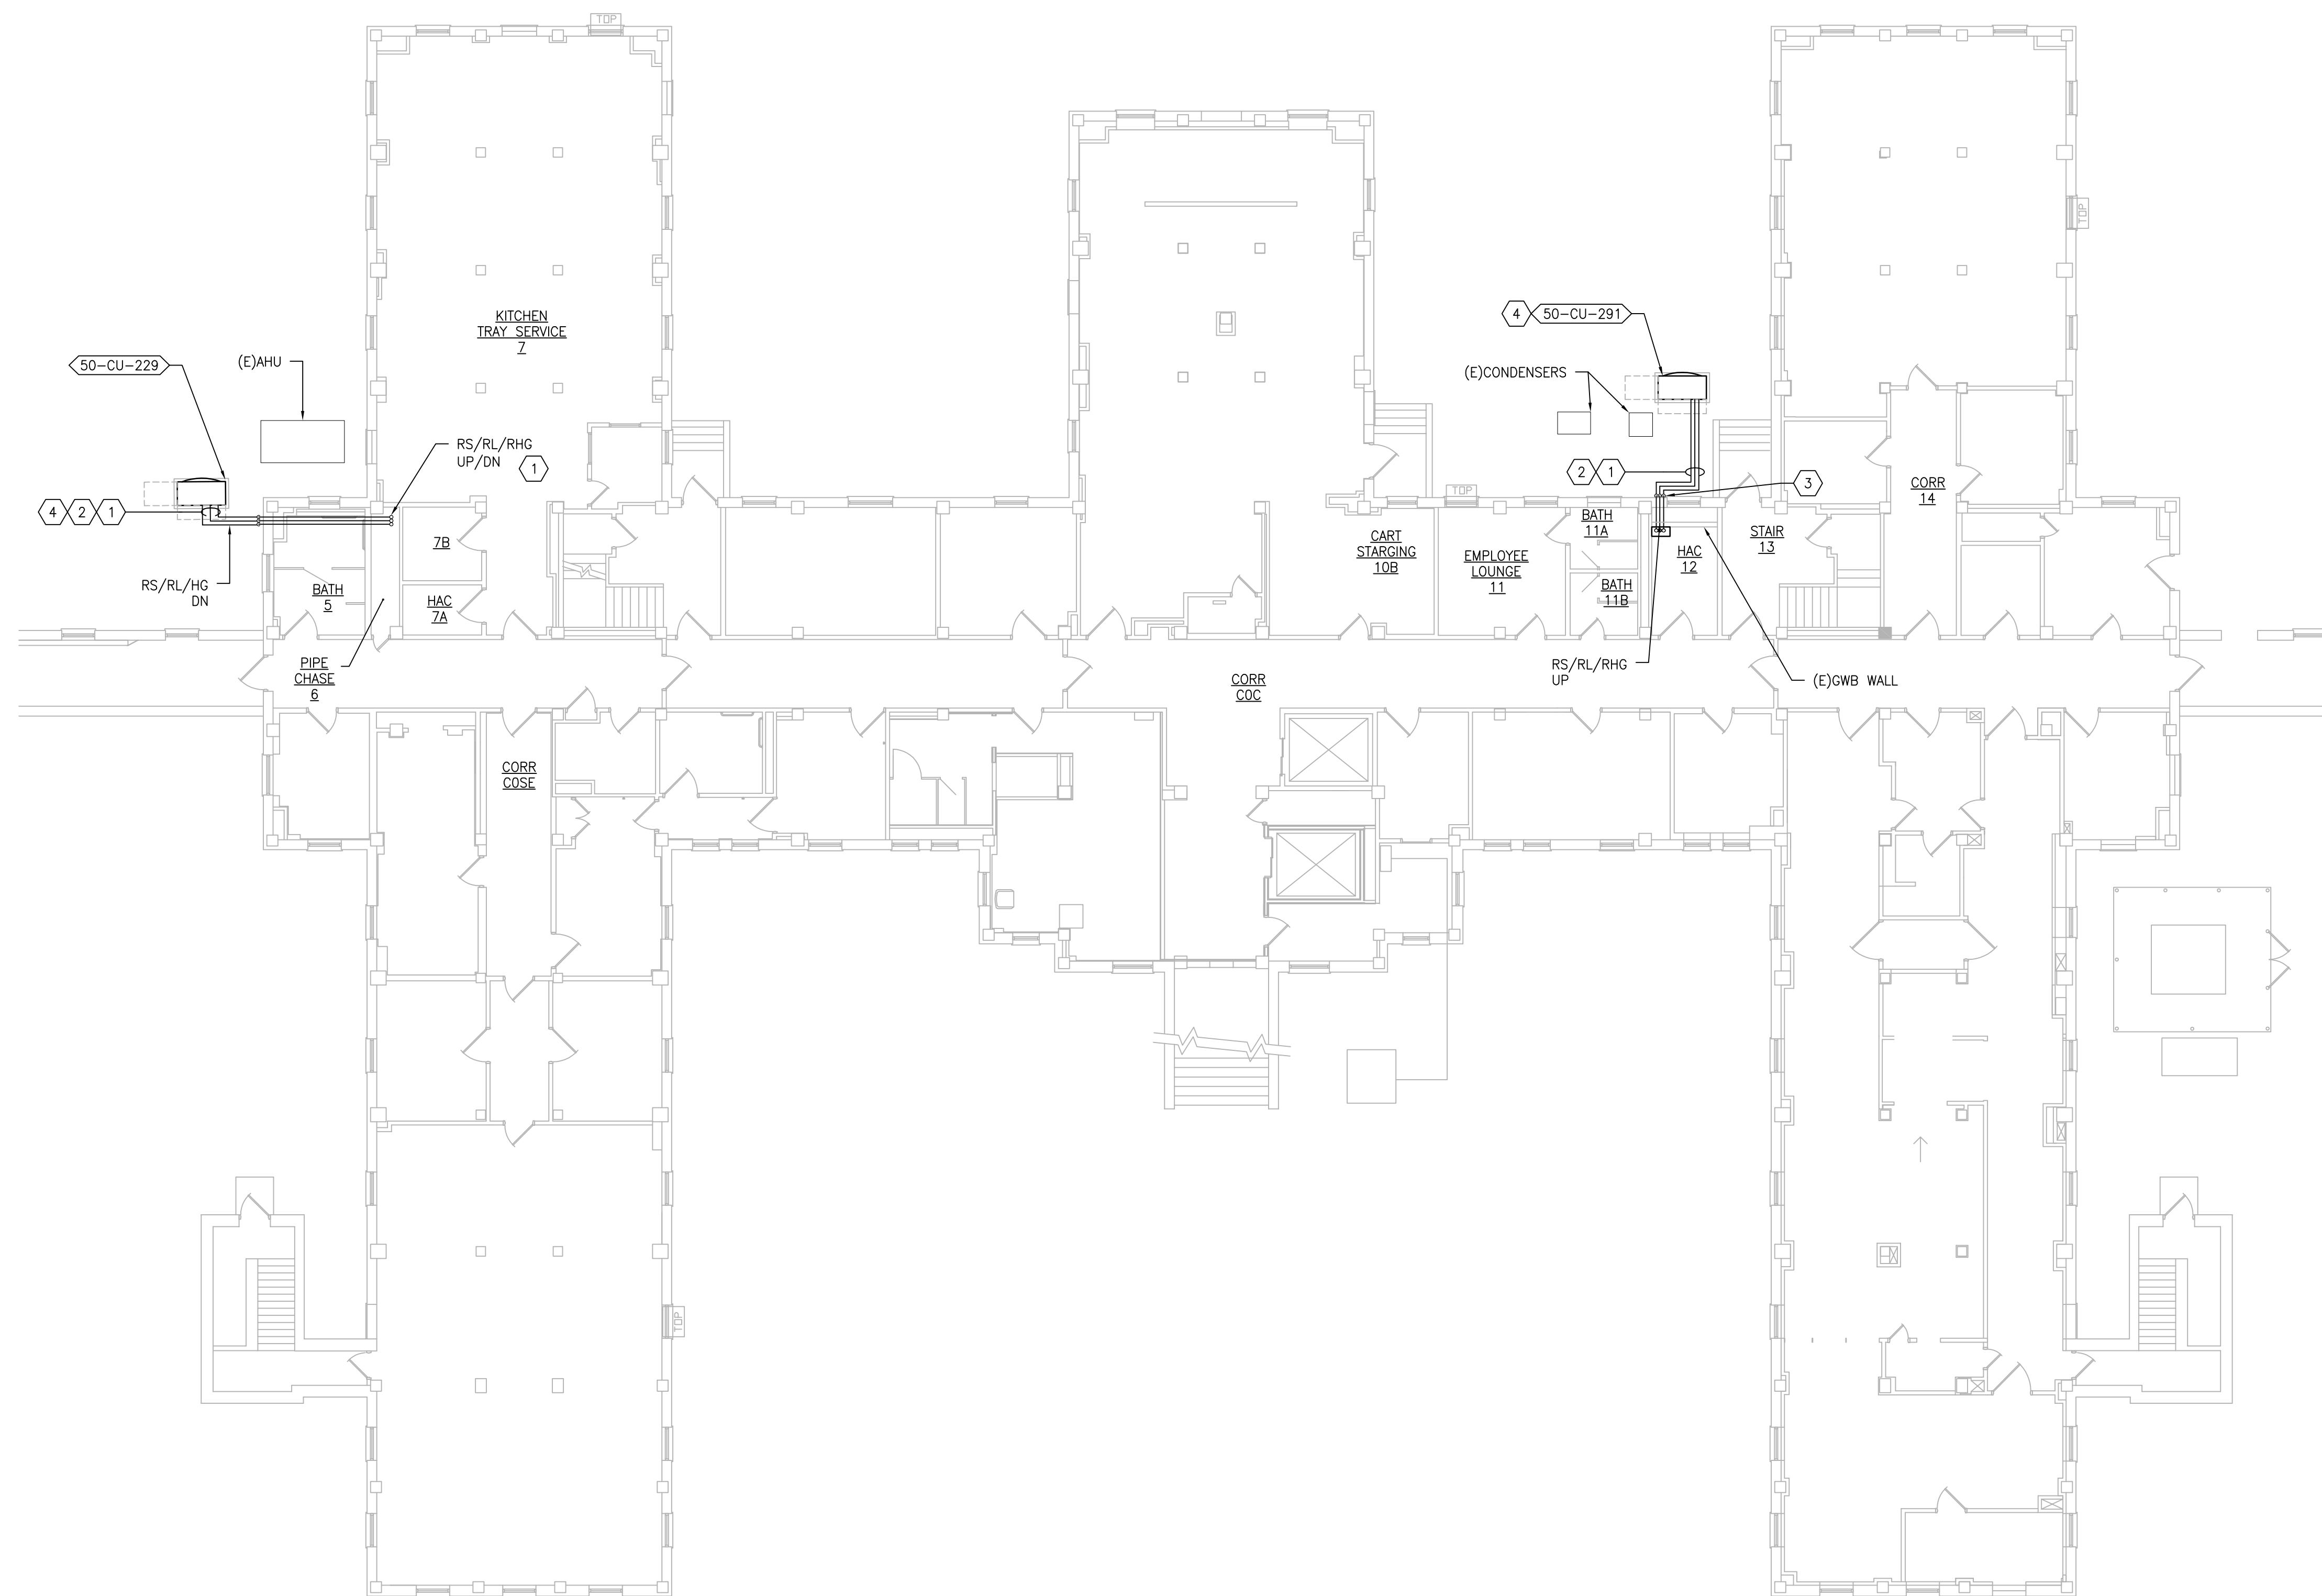 TOP
KITCHEN
TRAY SERVICE
7
TOP
4 50-CU-291
50-CU-229
(E)AHU
(E)CONDENSERS
RS/RL/RHG
UP/DN
1
2 1
3
CORR
14
TOP
4 2 1
BATH
11A
STAIR
13
CART
STARGING
10B
EMPLOYEE
LOUNGE
11
HAC
12
7B
RS/RL/HG
DN
BATH
5
HAC
7A
BATH
11B
PIPE
CHASE
6
RS/RL/RHG
UP
CORR
COC
(E)GWB WALL
CORR
COSE
TOP